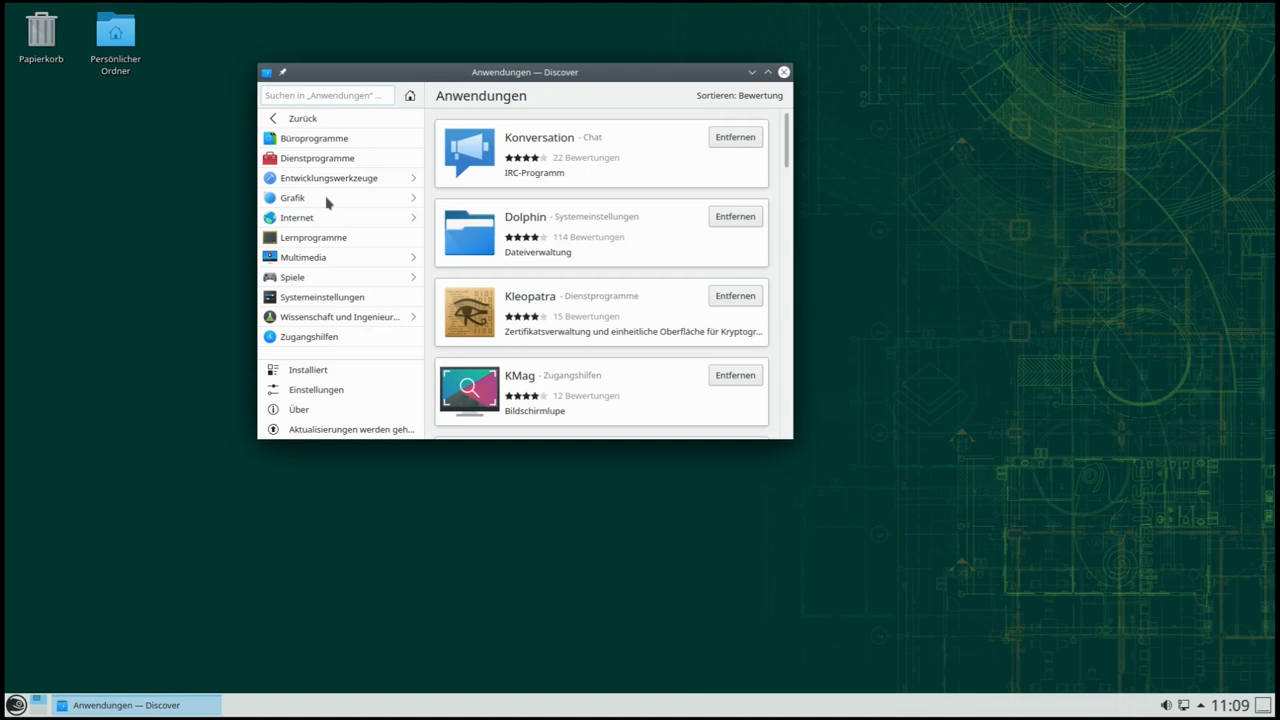 Papierkorb
Persönlicher
Ordner
Anwendungen — Discover
Suchen in „Anwendungen“ ...
Anwendungen
Sortieren: Bewertung
Zurück
Büroprogramme
Dienstprogramme
Entwicklungswerkzeuge
Grafik
Internet
Lernprogramme
Multimedia
Spiele
Systemeinstellungen
Wissenschaft und Ingenieur...
Zugangshilfen
Installiert
Einstellungen
Über
Aktualisierungen werden geh...
Konversation - Chat
Entfernen
22 Bewertungen
IRC-Programm
Dolphin - Systemeinstellungen
Entfernen
114 Bewertungen
Dateiverwaltung
Kleopatra - Dienstprogramme
Entfernen
15 Bewertungen
Zertifikatsverwaltung und einheitliche Oberfläche für Kryptogr...
KMag - Zugangshilfen
Entfernen
12 Bewertungen
Bildschirmlupe
Anwendungen — Discover
11:09